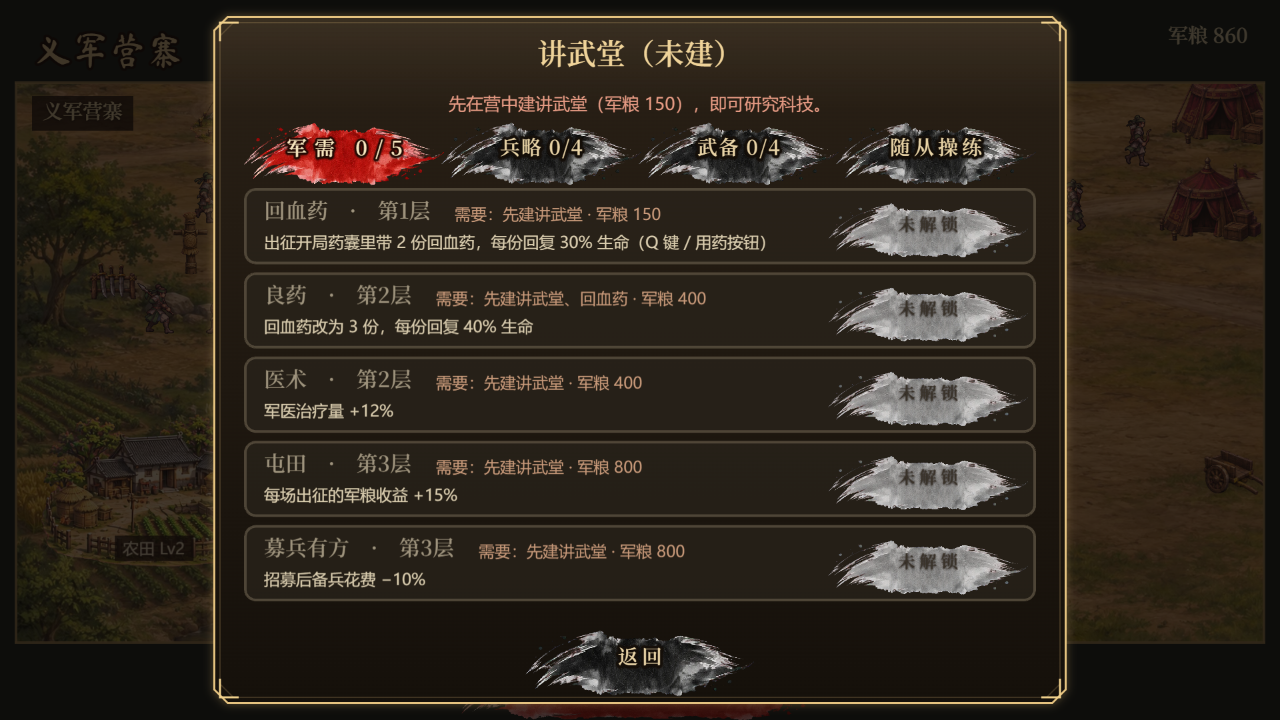 义军营寨
军粮 860
义军营寨
讲武堂（未建）
先在营中建讲武堂（军粮 150），即可研究科技。
军需 0/5
兵略 0/4
武备 0/4
随从操练
回血药 · 第1层 需要：先建讲武堂 · 军粮 150
出征开局药囊里带 2 份回血药，每份回复 30% 生命（Q 键 / 用药按钮）
未解锁
良药 · 第2层 需要：先建讲武堂、回血药 · 军粮 400
回血药改为 3 份，每份回复 40% 生命
未解锁
医术 · 第2层 需要：先建讲武堂 · 军粮 400
军医治疗量 +12%
未解锁
屯田 · 第3层 需要：先建讲武堂 · 军粮 800
每场出征的军粮收益 +15%
未解锁
募兵有方 · 第3层 需要：先建讲武堂 · 军粮 800
招募后备兵花费 −10%
未解锁
农田 Lv2
返回